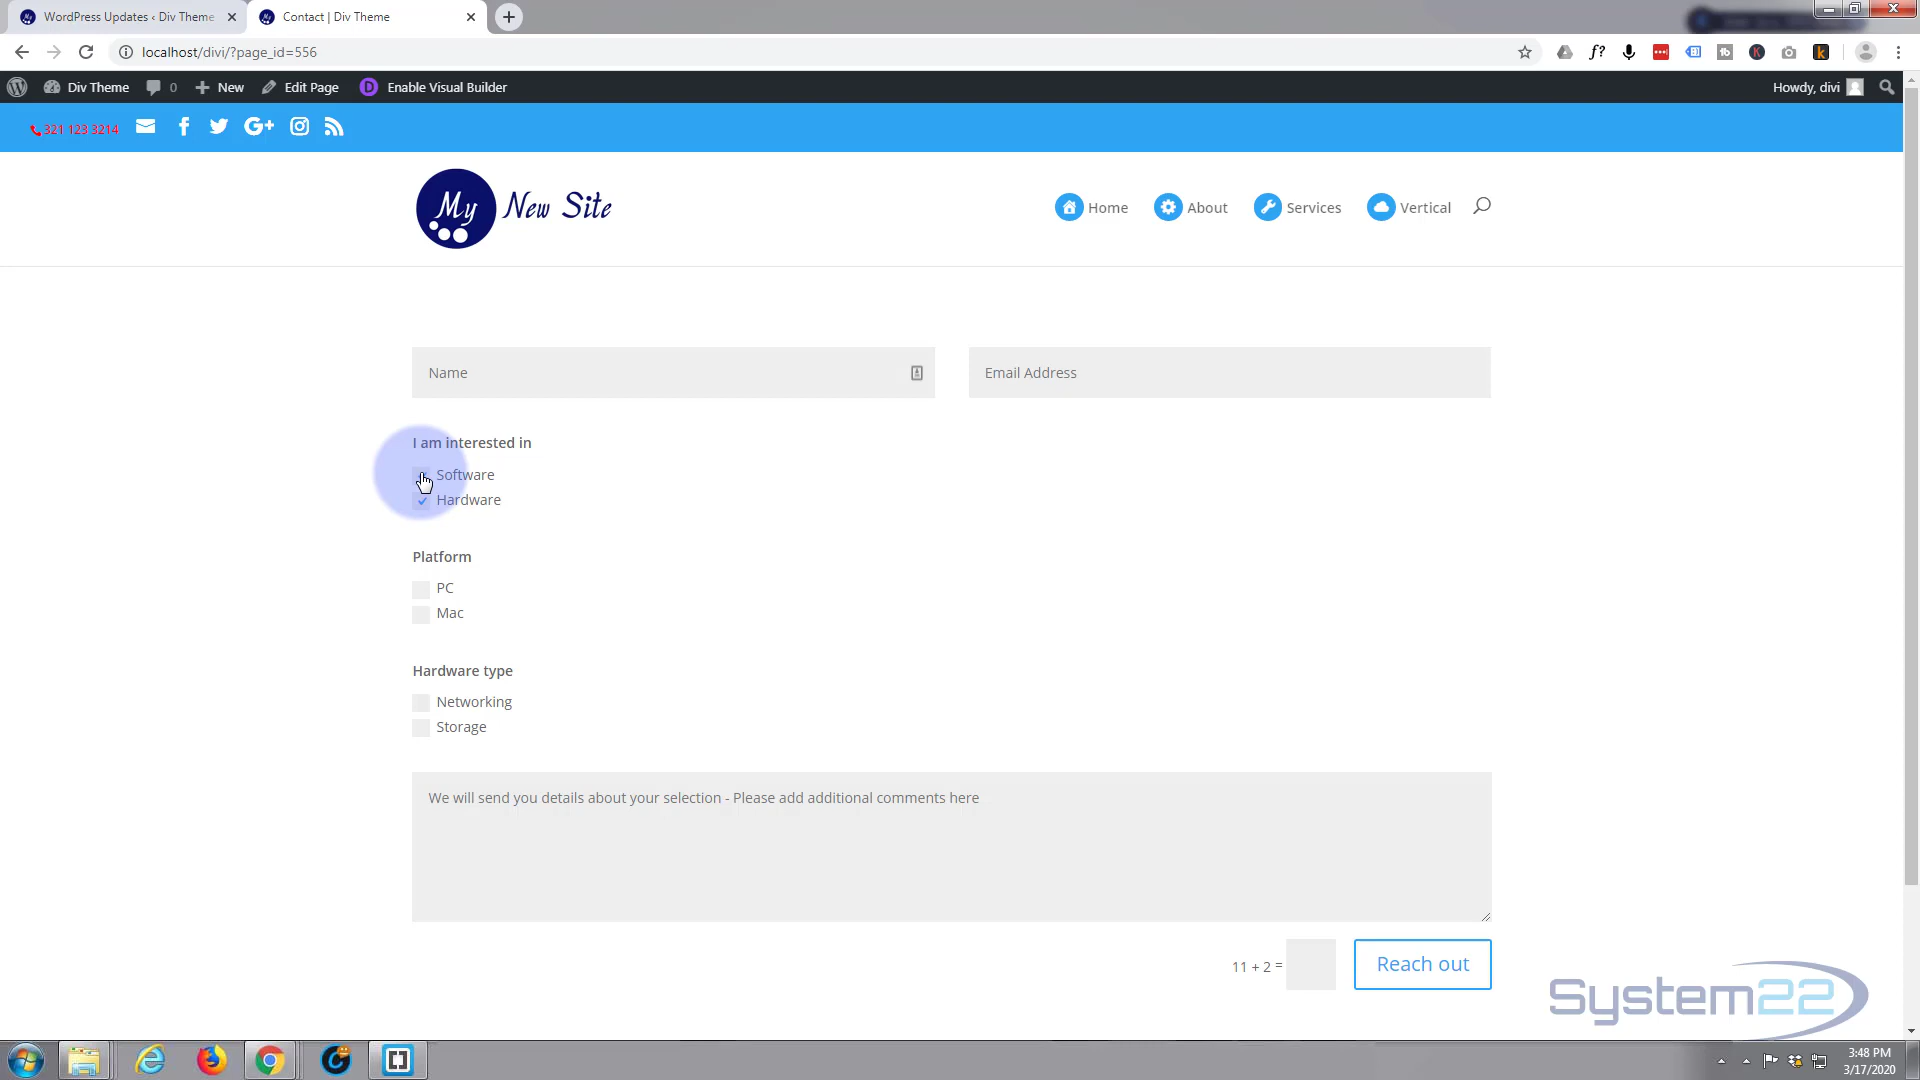 WordPress Updates ‹ Div Theme
Contact | Div Theme
localhost/divi/?page_id=556
Div Theme 0 New Edit Page Enable Visual Builder Howdy, divi
321 123 3214
My New Site
Home About Services Vertical
Name
Email Address
I am interested in
Software
Hardware
Platform
PC
Mac
Hardware type
Networking
Storage
We will send you details about your selection - Please add additional comments here
11 + 2 =
Reach out
System22
3:48 PM
3/17/2020